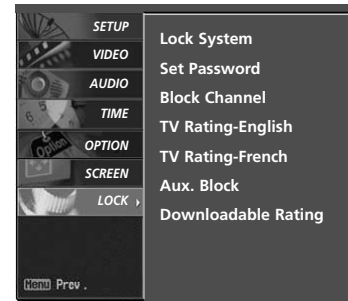 SETUP
VIDEO
AUDIO
TIME
OPTION
SCREEN
LOCK
Lock System
Set Password
Block Channel
TV Rating-English
TV Rating-French
Aux. Block
Downloadable Rating
Option
Menu Prev.